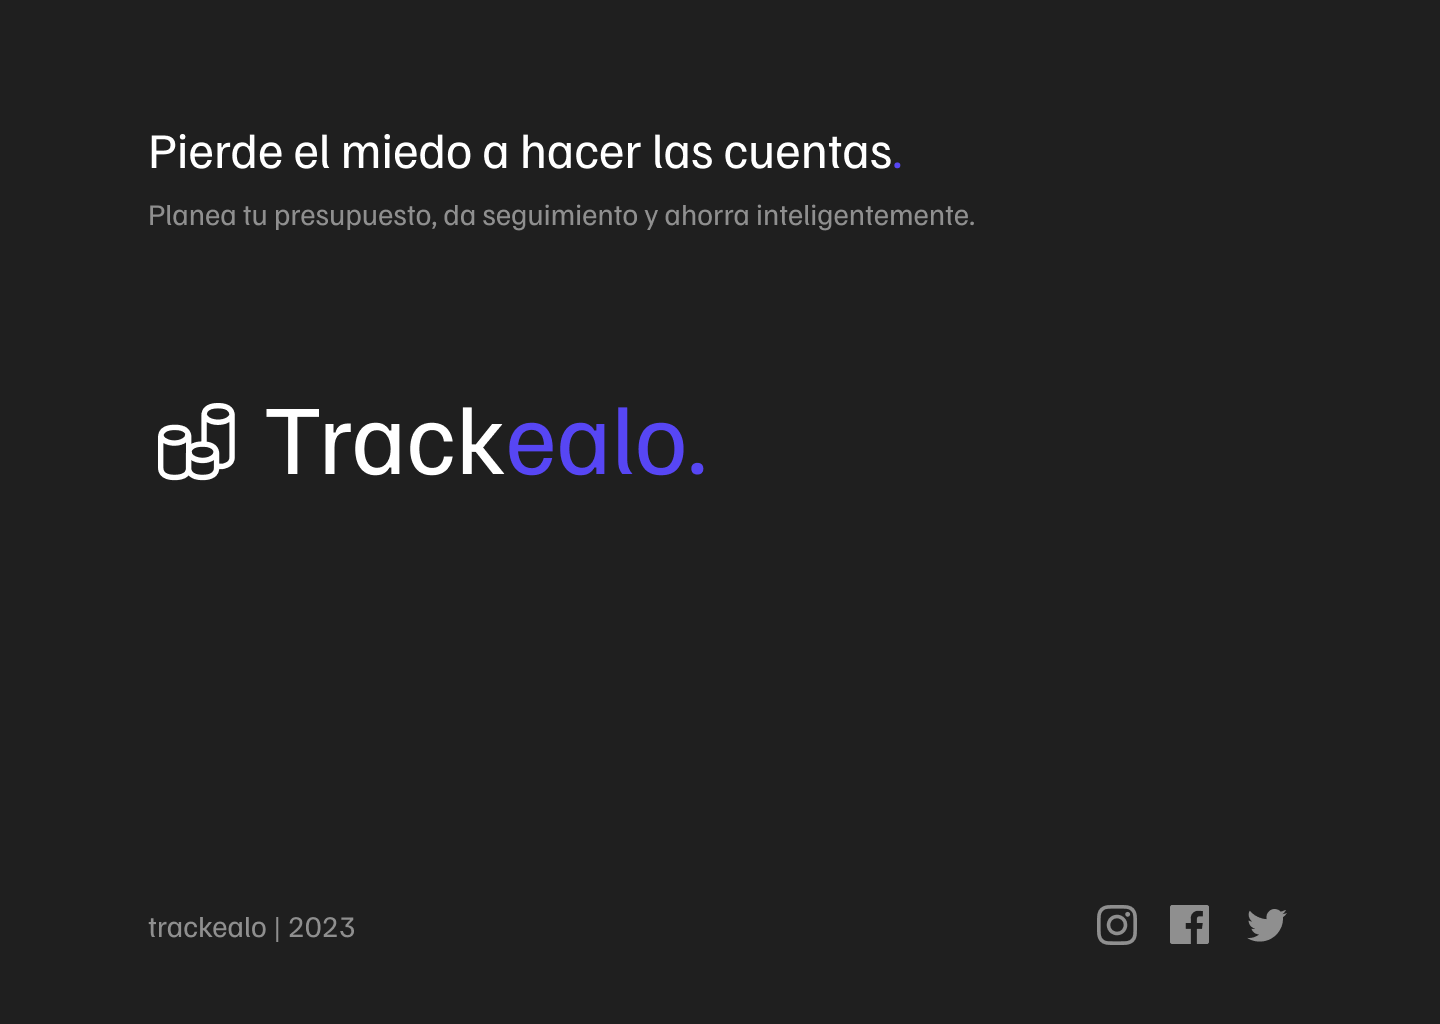 Pierde el miedo a hacer las cuentas.
Planea tu presupuesto, da seguimiento y ahorra inteligentemente.
Trackealo.
trackealo | 2023